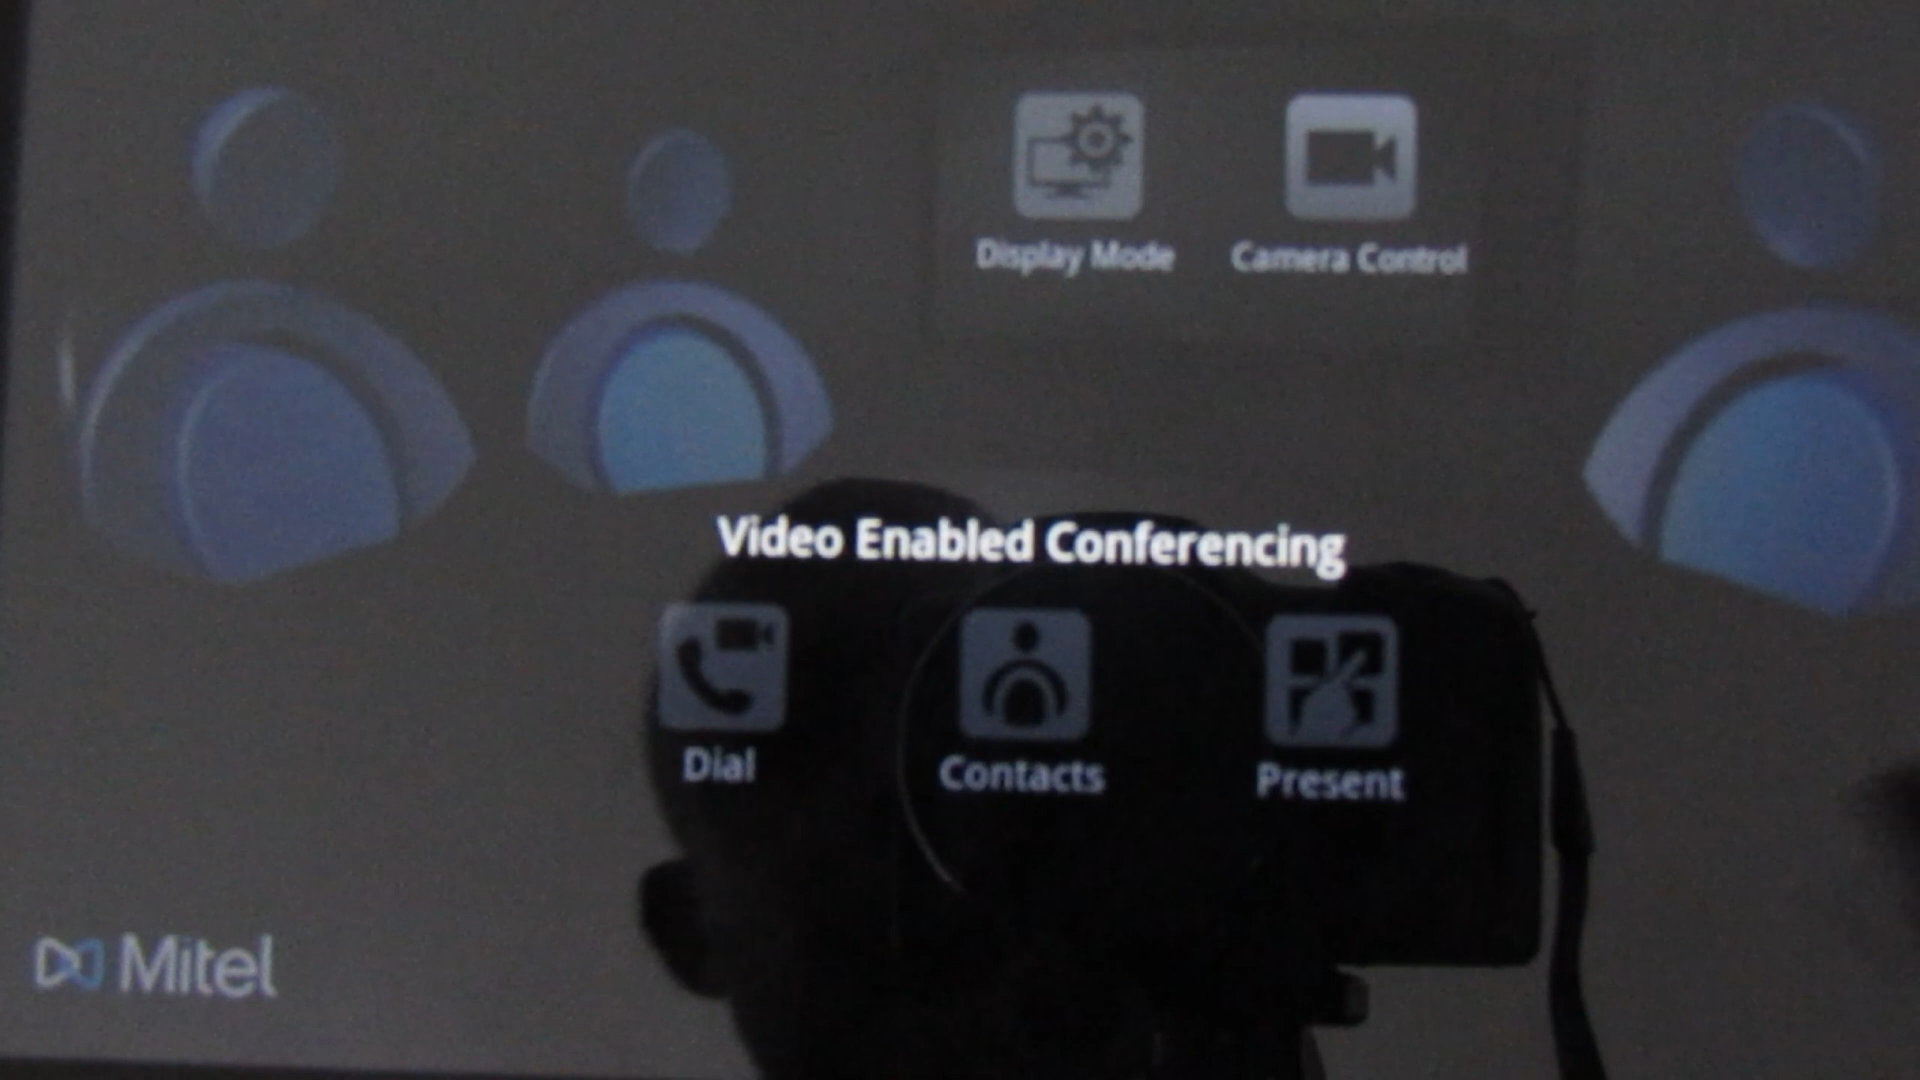 Display Mode Camera Control
Video Enabled Conferencing
Dial Contacts Present
Mitel